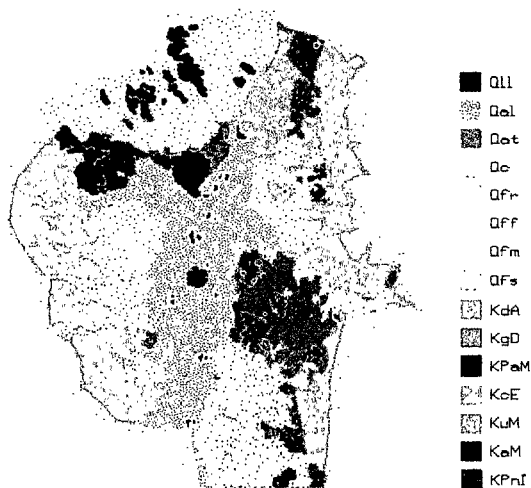 Qll
Qal
Qat
Qc
Qfr
Qff
Qfm
Qfs
KdA
KgD
KPaM
KcE
KuM
KaM
KPnI